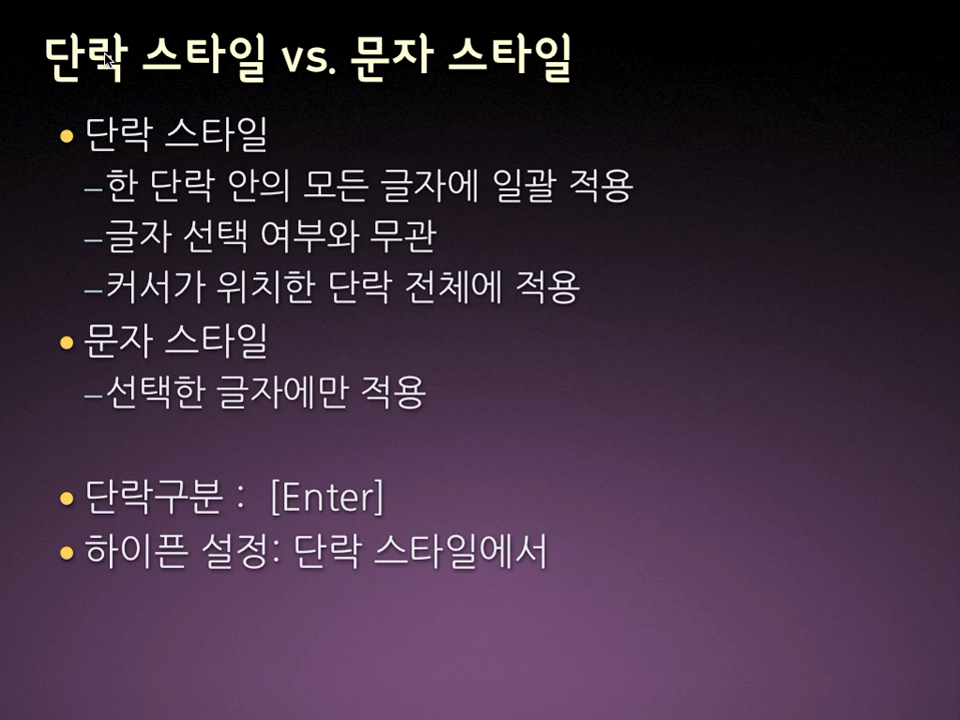 단락 스타일 vs. 문자 스타일
• 단락 스타일
–한 단락 안의 모든 글자에 일괄 적용
–글자 선택 여부와 무관
–커서가 위치한 단락 전체에 적용
• 문자 스타일
–선택한 글자에만 적용
• 단락구분 : [Enter]
• 하이픈 설정: 단락 스타일에서